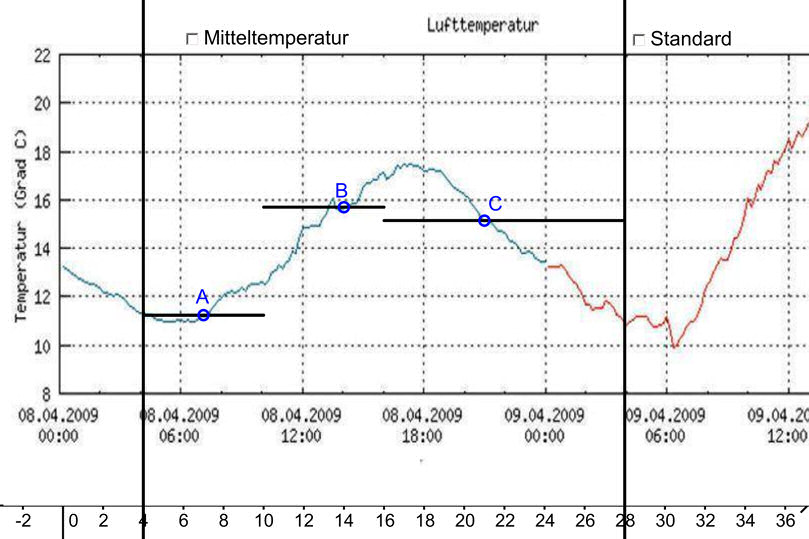 Lufttemperatur
Mitteltemperatur
Standard
Temperatur (Grad C)
22
20
18
16
14
12
10
8
A
B
C
08.04.2009 08.04.2009 08.04.2009 08.04.2009 09.04.2009 09.04.2009 09.04.20
00:00 06:00 12:00 18:00 00:00 06:00 12:00
-2 0 2 4 6 8 10 12 14 16 18 20 22 24 26 28 30 32 34 36